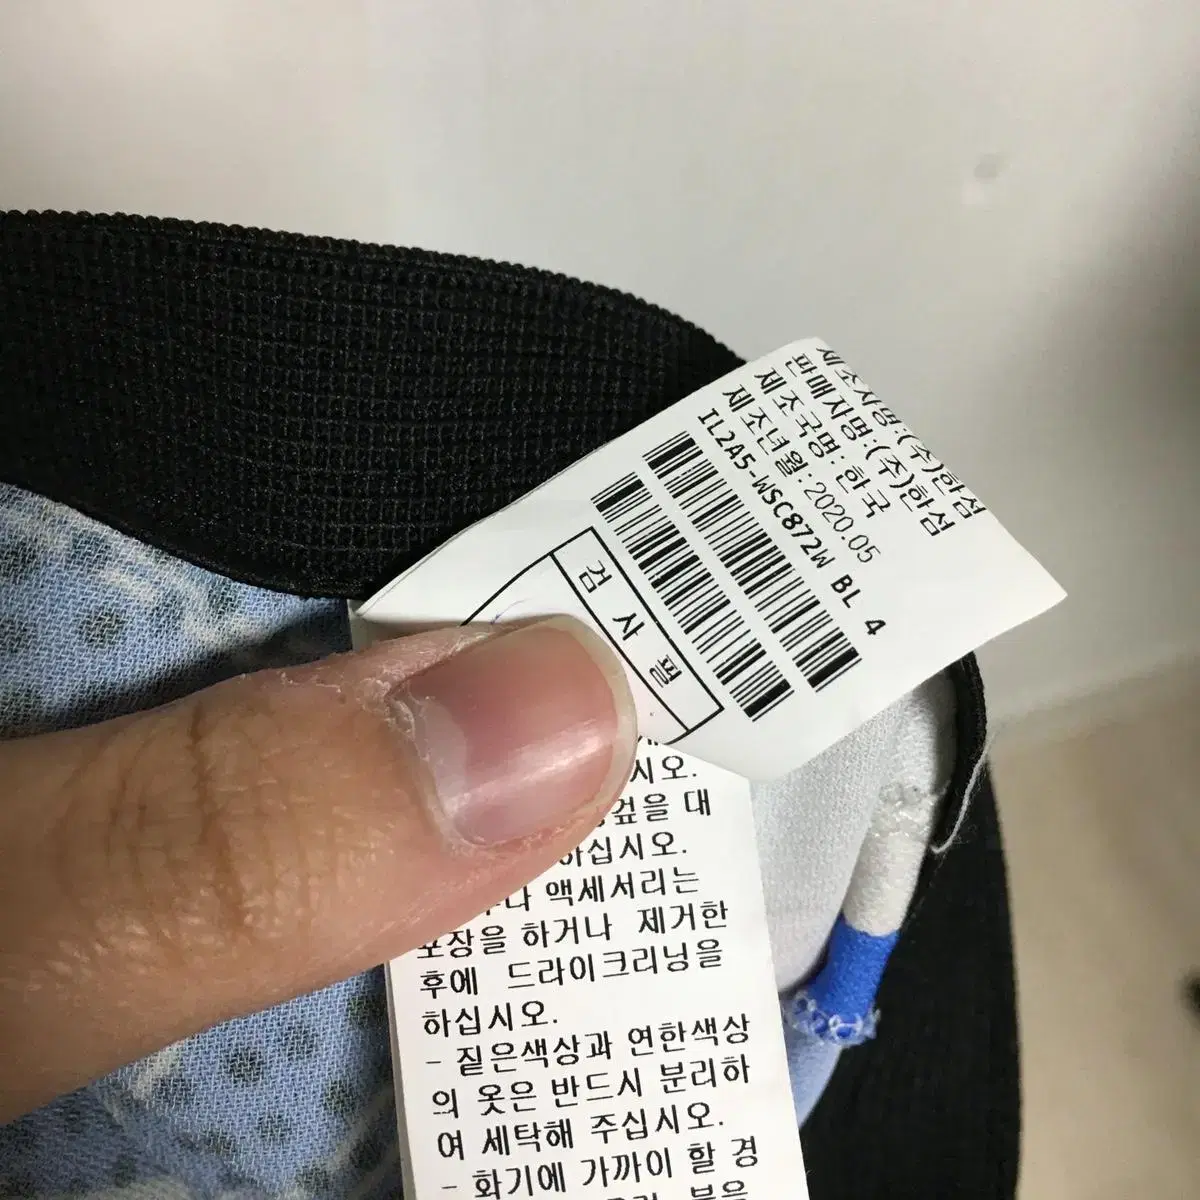 제조자명:(주)한섬
판매자명:(주)한섬
제조국명:한국
제조년월:2020.05
IL2A5-WSC872W BL 4
검사필
시오.
겊을 대
하십시오.
액세서리는
포장을 하거나 제거한
후에 드라이크리닝을
하십시오.
- 짙은색상과 연한색상
의 옷은 반드시 분리하
여 세탁해 주십시오.
- 화기에 가까이 할 경